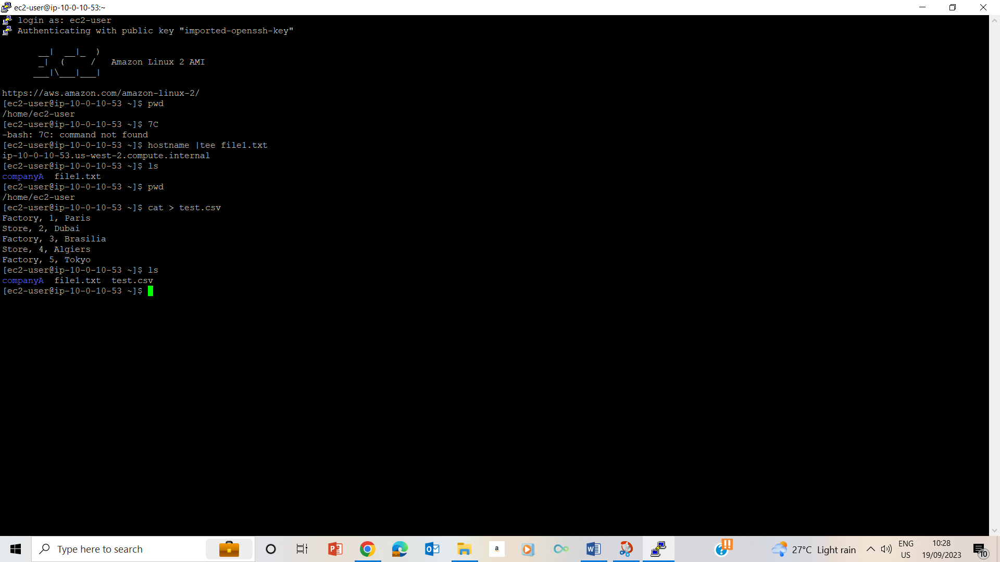 ec2-user@ip-10-0-10-53:~
login as: ec2-user
Authenticating with public key "imported-openssh-key"
       __|  __|_  )
       _|  (     /   Amazon Linux 2 AMI
      ___|\___|___|
https://aws.amazon.com/amazon-linux-2/
[ec2-user@ip-10-0-10-53 ~]$ pwd
/home/ec2-user
[ec2-user@ip-10-0-10-53 ~]$ 7C
-bash: 7C: command not found
[ec2-user@ip-10-0-10-53 ~]$ hostname |tee file1.txt
ip-10-0-10-53.us-west-2.compute.internal
[ec2-user@ip-10-0-10-53 ~]$ ls
companyA  file1.txt
[ec2-user@ip-10-0-10-53 ~]$ pwd
/home/ec2-user
[ec2-user@ip-10-0-10-53 ~]$ cat > test.csv
Factory, 1, Paris
Store, 2, Dubai
Factory, 3, Brasilia
Store, 4, Algiers
Factory, 5, Tokyo
[ec2-user@ip-10-0-10-53 ~]$ ls
companyA  file1.txt  test.csv
[ec2-user@ip-10-0-10-53 ~]$
Type here to search
a
27°C Light rain
ENG
US
10:28
19/09/2023
10